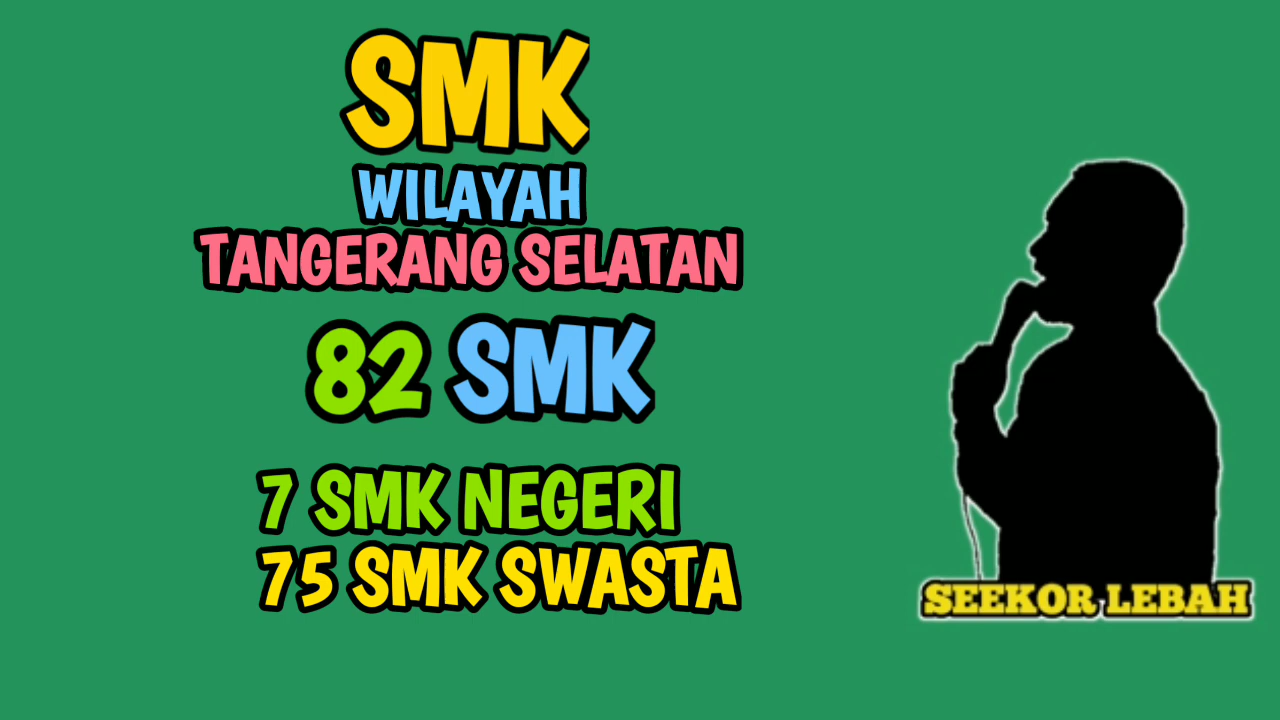 SMK
WILAYAH
TANGERANG SELATAN
82 SMK
7 SMK NEGERI
75 SMK SWASTA
SEEKOR LEBAH